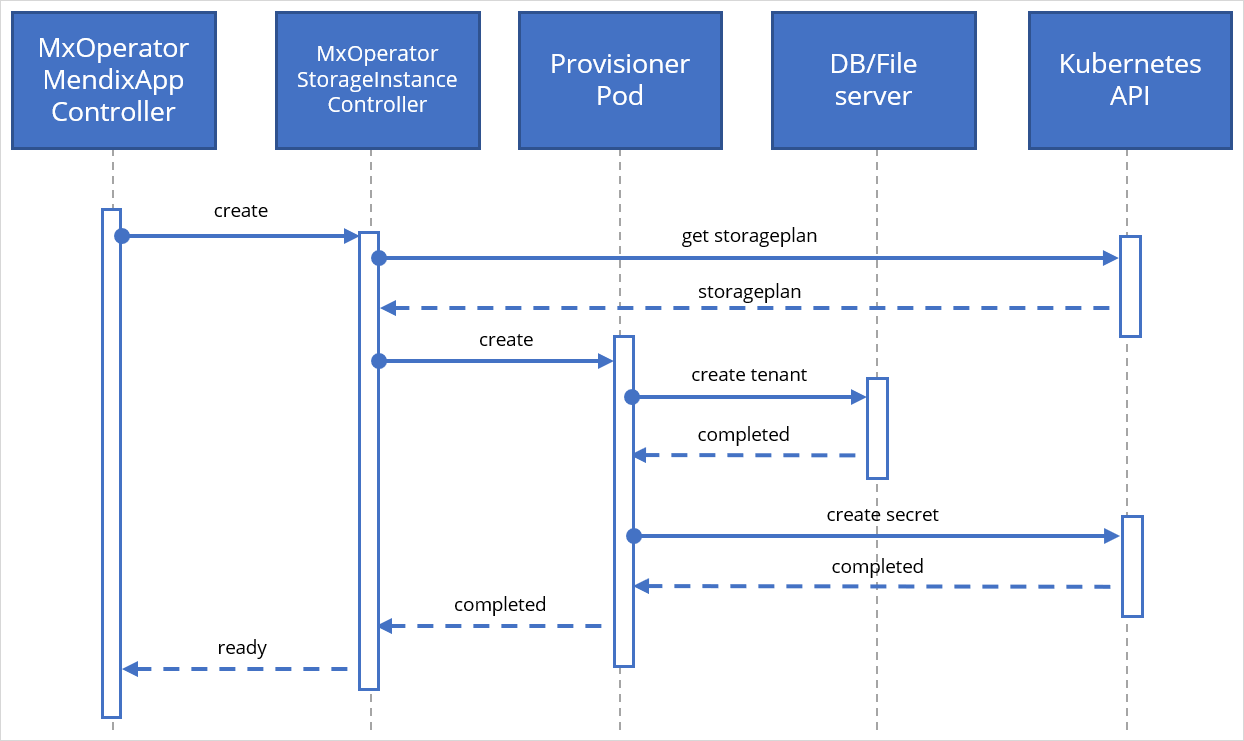 MxOperator
MendixApp
Controller
MxOperator
StorageInstance
Controller
Provisioner
Pod
DB/File
server
Kubernetes
API
create
get storageplan
storageplan
create
create tenant
completed
create secret
completed
completed
ready